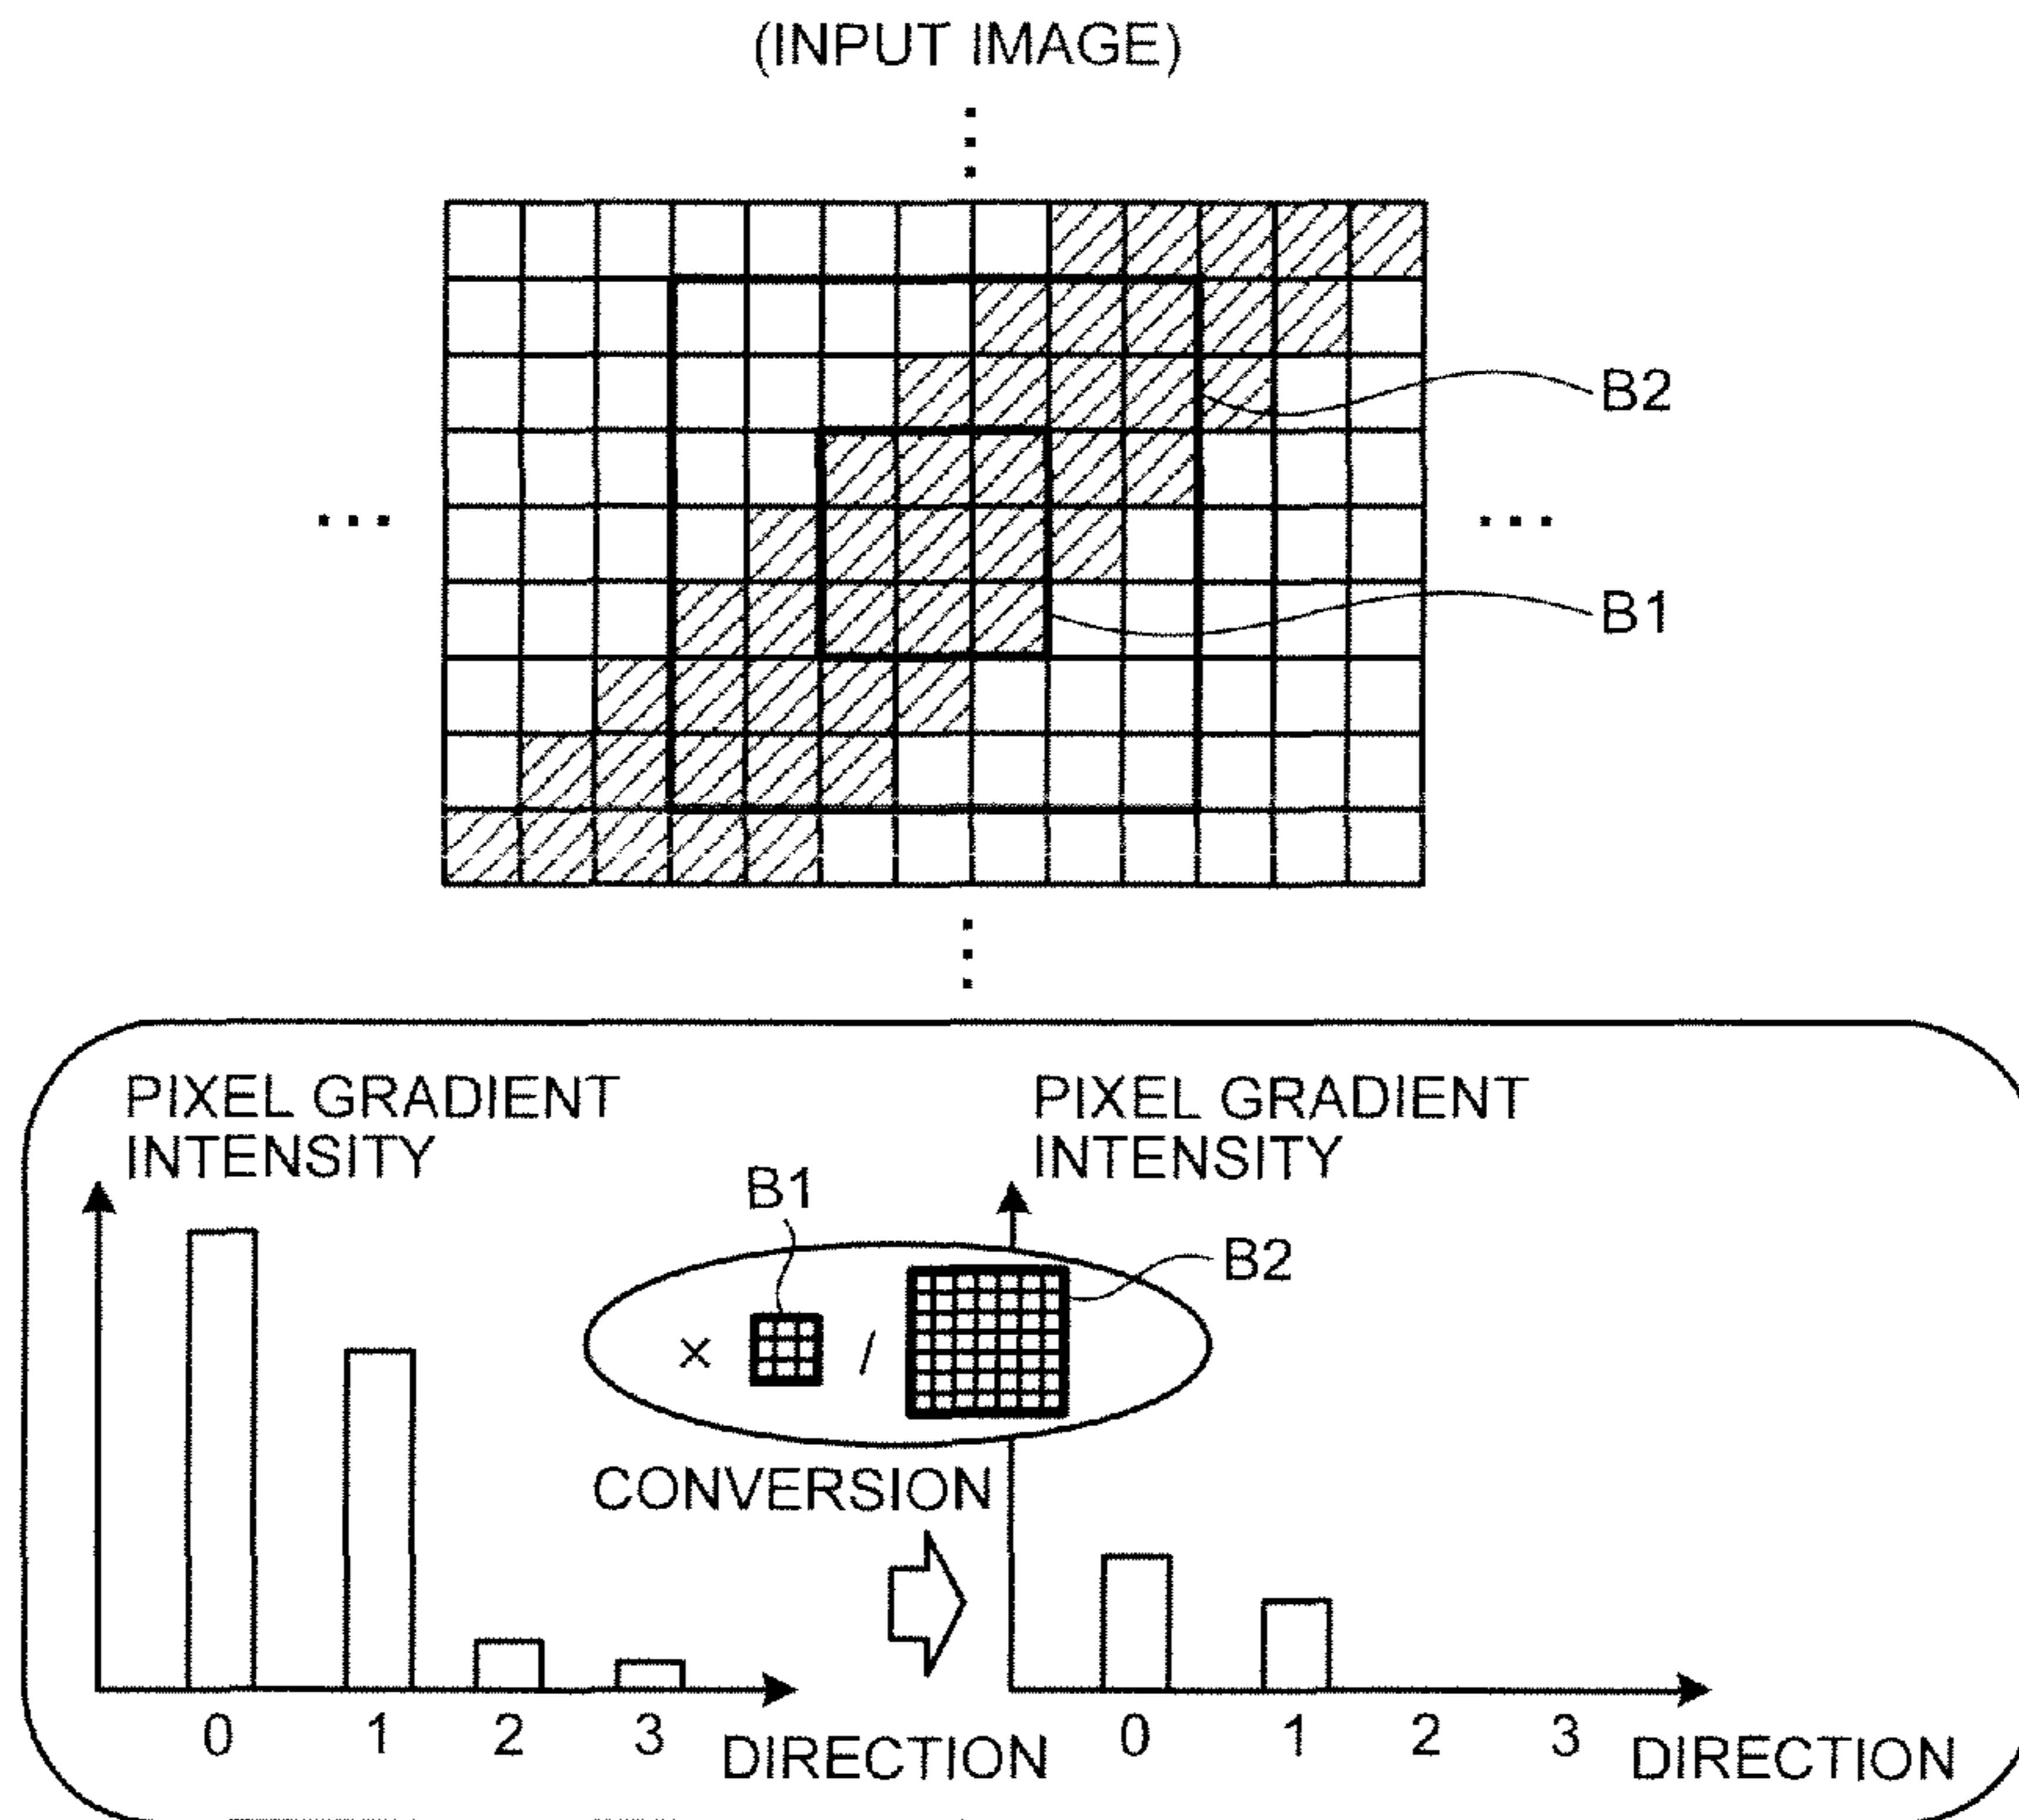 (INPUT IMAGE)
B2
B1
PIXEL GRADIENT
INTENSITY
PIXEL GRADIENT
INTENSITY
B1
B2
× /
CONVERSION
0 1 2 3
DIRECTION
0 1 2 3
DIRECTION